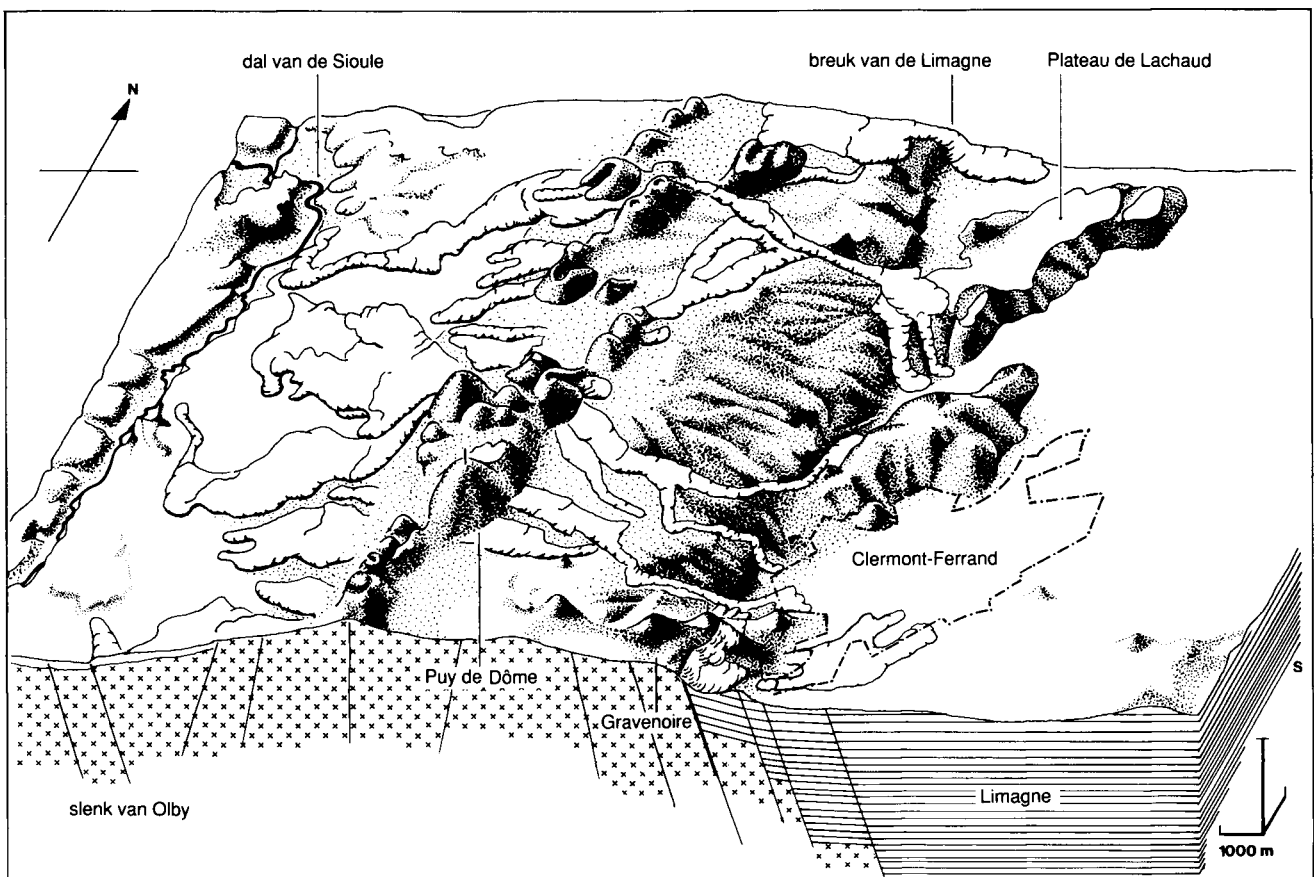 dal van de Sioule
breuk van de Limagne
Plateau de Lachaud
N
Clermont-Ferrand
S
Puy de Dôme
Gravenoire
Limagne
slenk van Olby
1000 m